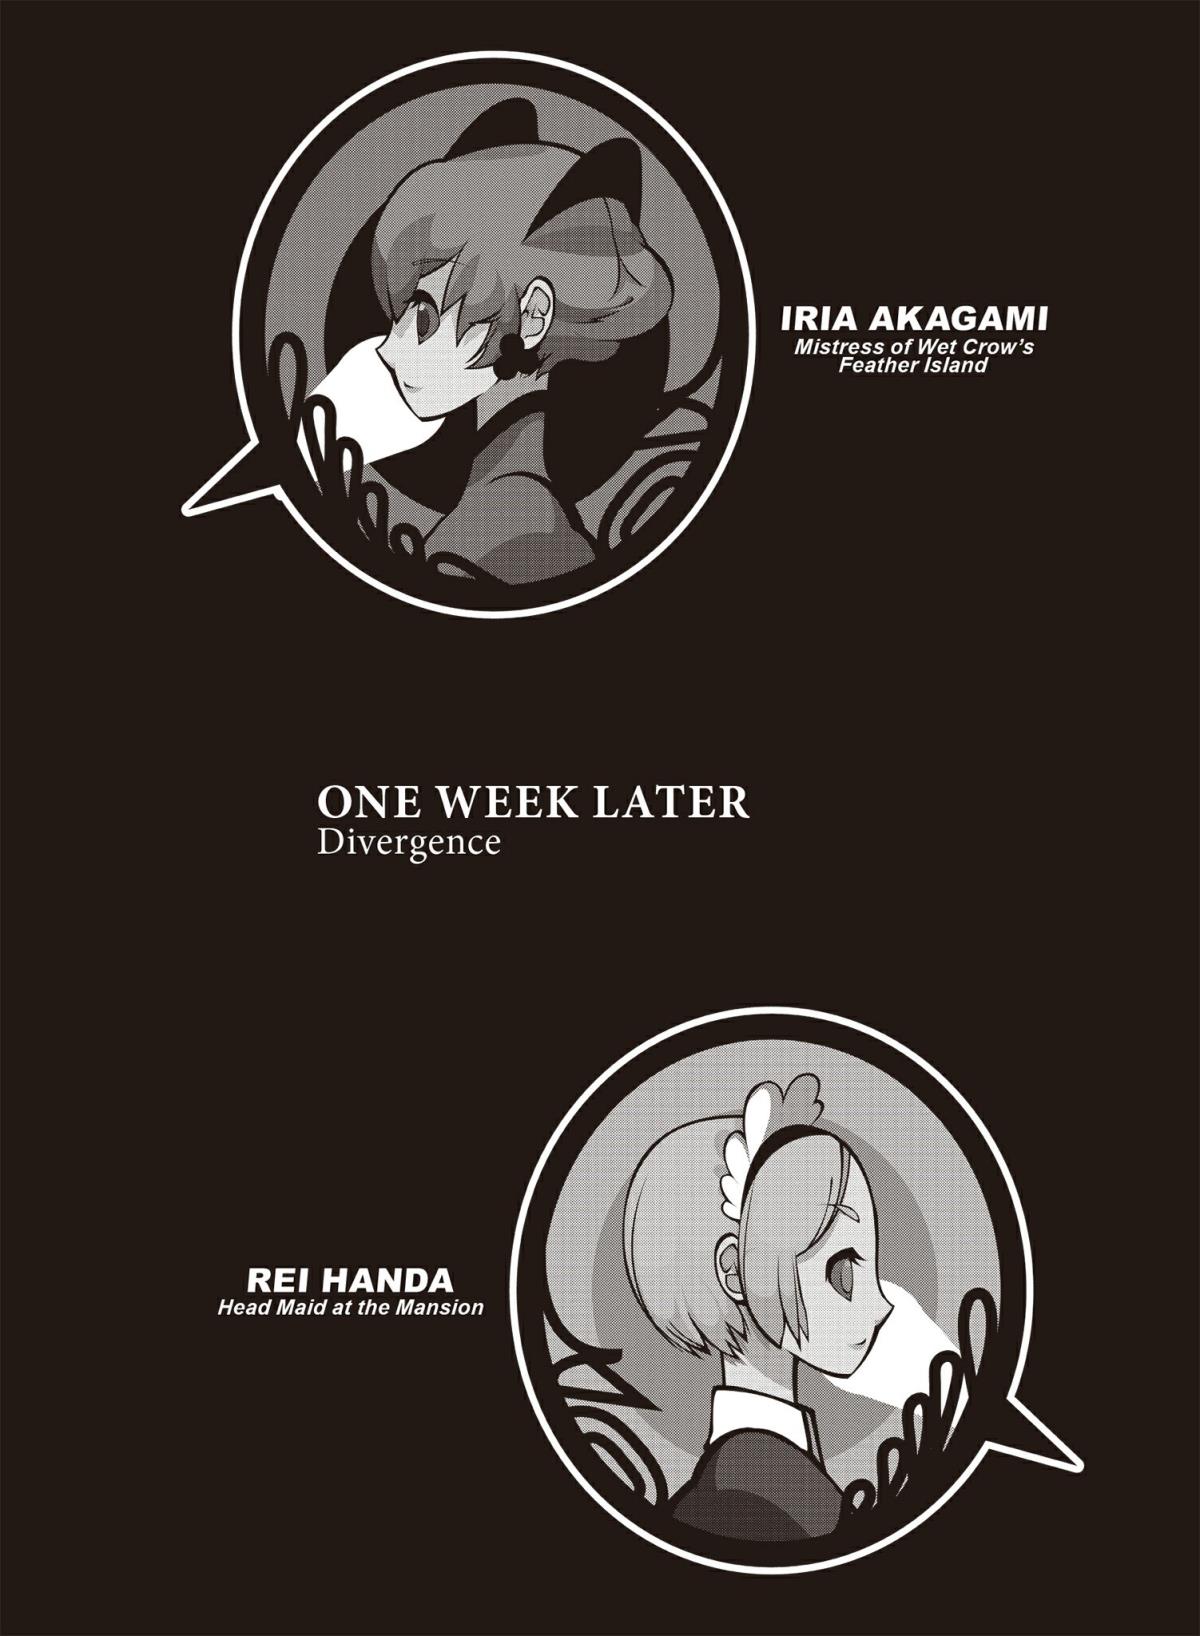 IRIA AKAGAMI
Mistress of Wet Crow's
Feather Island
ONE WEEK LATER
Divergence
REI HANDA
Head Maid at the Mansion